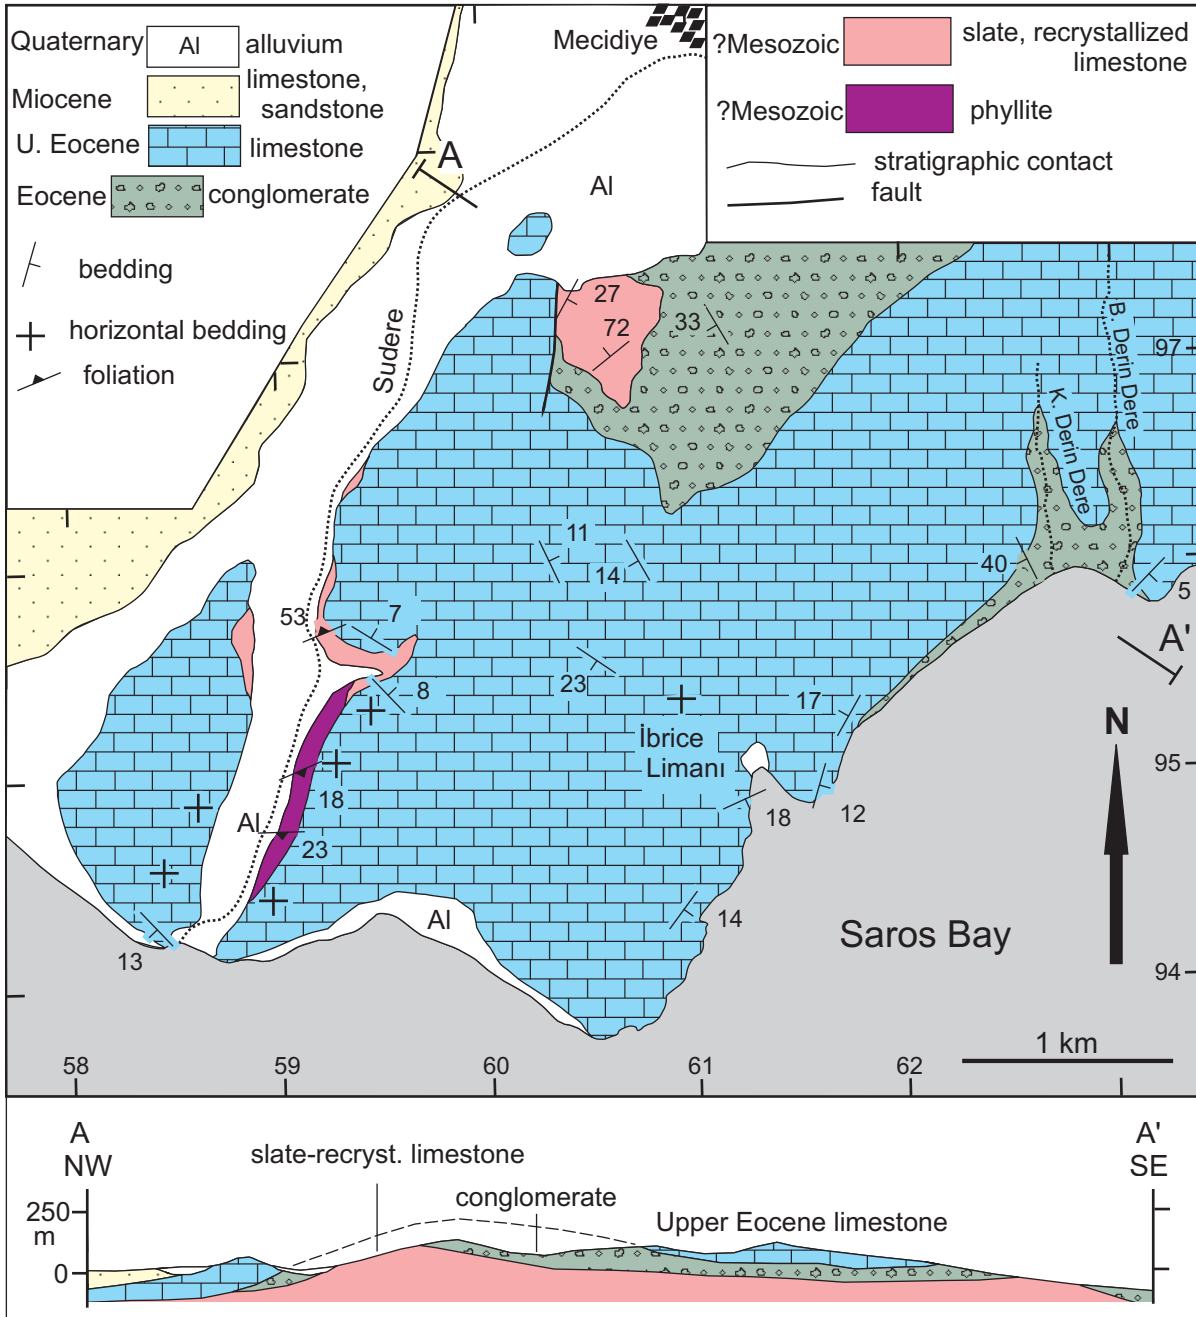 Quaternary Al alluvium
Miocene limestone,
sandstone
U. Eocene limestone
Eocene conglomerate
bedding
horizontal bedding
foliation
Mecidiye
?Mesozoic slate, recrystallized
limestone
?Mesozoic phyllite
stratigraphic contact
fault
A
Al
Sudere
27
72
33
B. Derin Dere
97
K. Derin Dere
11
14
40
5
53
7
A'
23
8
17
N
İbrice
Limanı
95
18
18
12
Al
23
14
Al
Saros Bay
13
94
1 km
58
59
60
61
62
A
NW
A'
SE
slate-recryst. limestone
conglomerate
Upper Eocene limestone
250
m
0